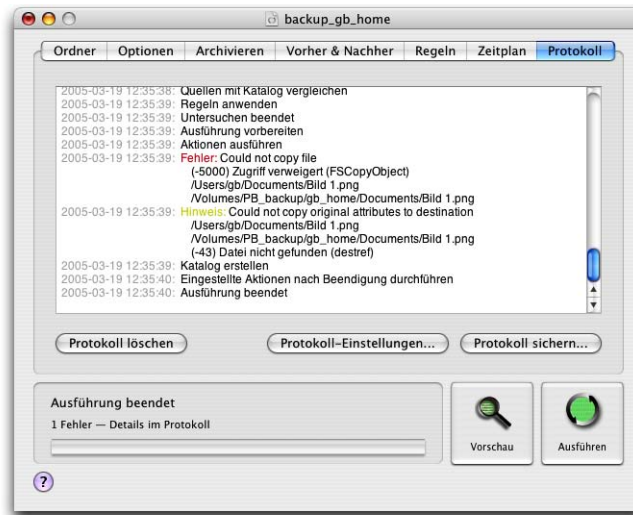 backup_gb_home
Ordner Optionen Archivieren Vorher & Nachher Regeln Zeitplan Protokoll
2005-03-19 12:35:38: Quellen mit Katalog vergleichen
2005-03-19 12:35:39: Regeln anwenden
2005-03-19 12:35:39: Untersuchen beendet
2005-03-19 12:35:39: Ausführung vorbereiten
2005-03-19 12:35:39: Aktionen ausführen
2005-03-19 12:35:39: Fehler: Could not copy file
(-5000) Zugriff verweigert (FSCopyObject)
/Users/gb/Documents/Bild 1.png
/Volumes/PB_backup/gb_home/Documents/Bild 1.png
2005-03-19 12:35:39: Hinweis: Could not copy original attributes to destination
/Users/gb/Documents/Bild 1.png
/Volumes/PB_backup/gb_home/Documents/Bild 1.png
(-43) Datei nicht gefunden (destref)
2005-03-19 12:35:39: Katalog erstellen
2005-03-19 12:35:40: Eingestellte Aktionen nach Beendigung durchführen
2005-03-19 12:35:40: Ausführung beendet
Protokoll löschen Protokoll-Einstellungen... Protokoll sichern...
Ausführung beendet
1 Fehler — Details im Protokoll
Vorschau Ausführen
?